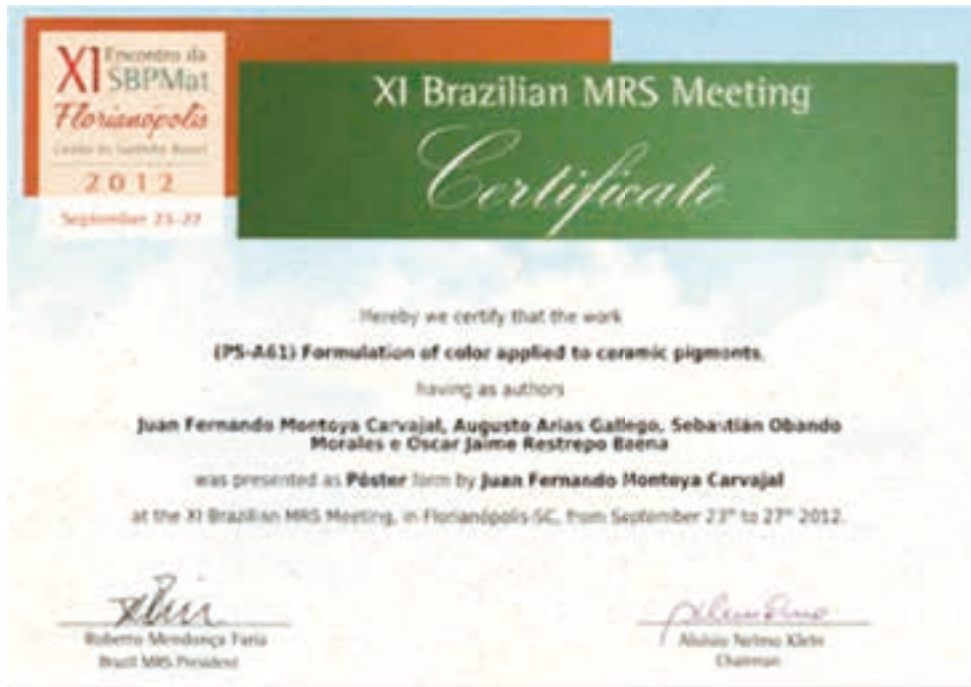 XI Encontro da
SBPMat
Florianópolis
2012
September 23-27
XI Brazilian MRS Meeting
Certificate
Hereby we certify that the work
(PS-A61) Formulation of color applied to ceramic pigments.
having as authors
Juan Fernando Montoya Carvajal, Augusto Arias Gallego, Sebastián Obando
Morales e Oscar Jaime Restrepo Baena
was presented as Póster form by Juan Fernando Montoya Carvajal
at the XI Brazilian MRS Meeting, in Florianópolis-SC, from September 23th to 27th 2012.
Roberto Mendonça Faria
Brazil MRS President
Aloisio Nelmo Klein
Chairman